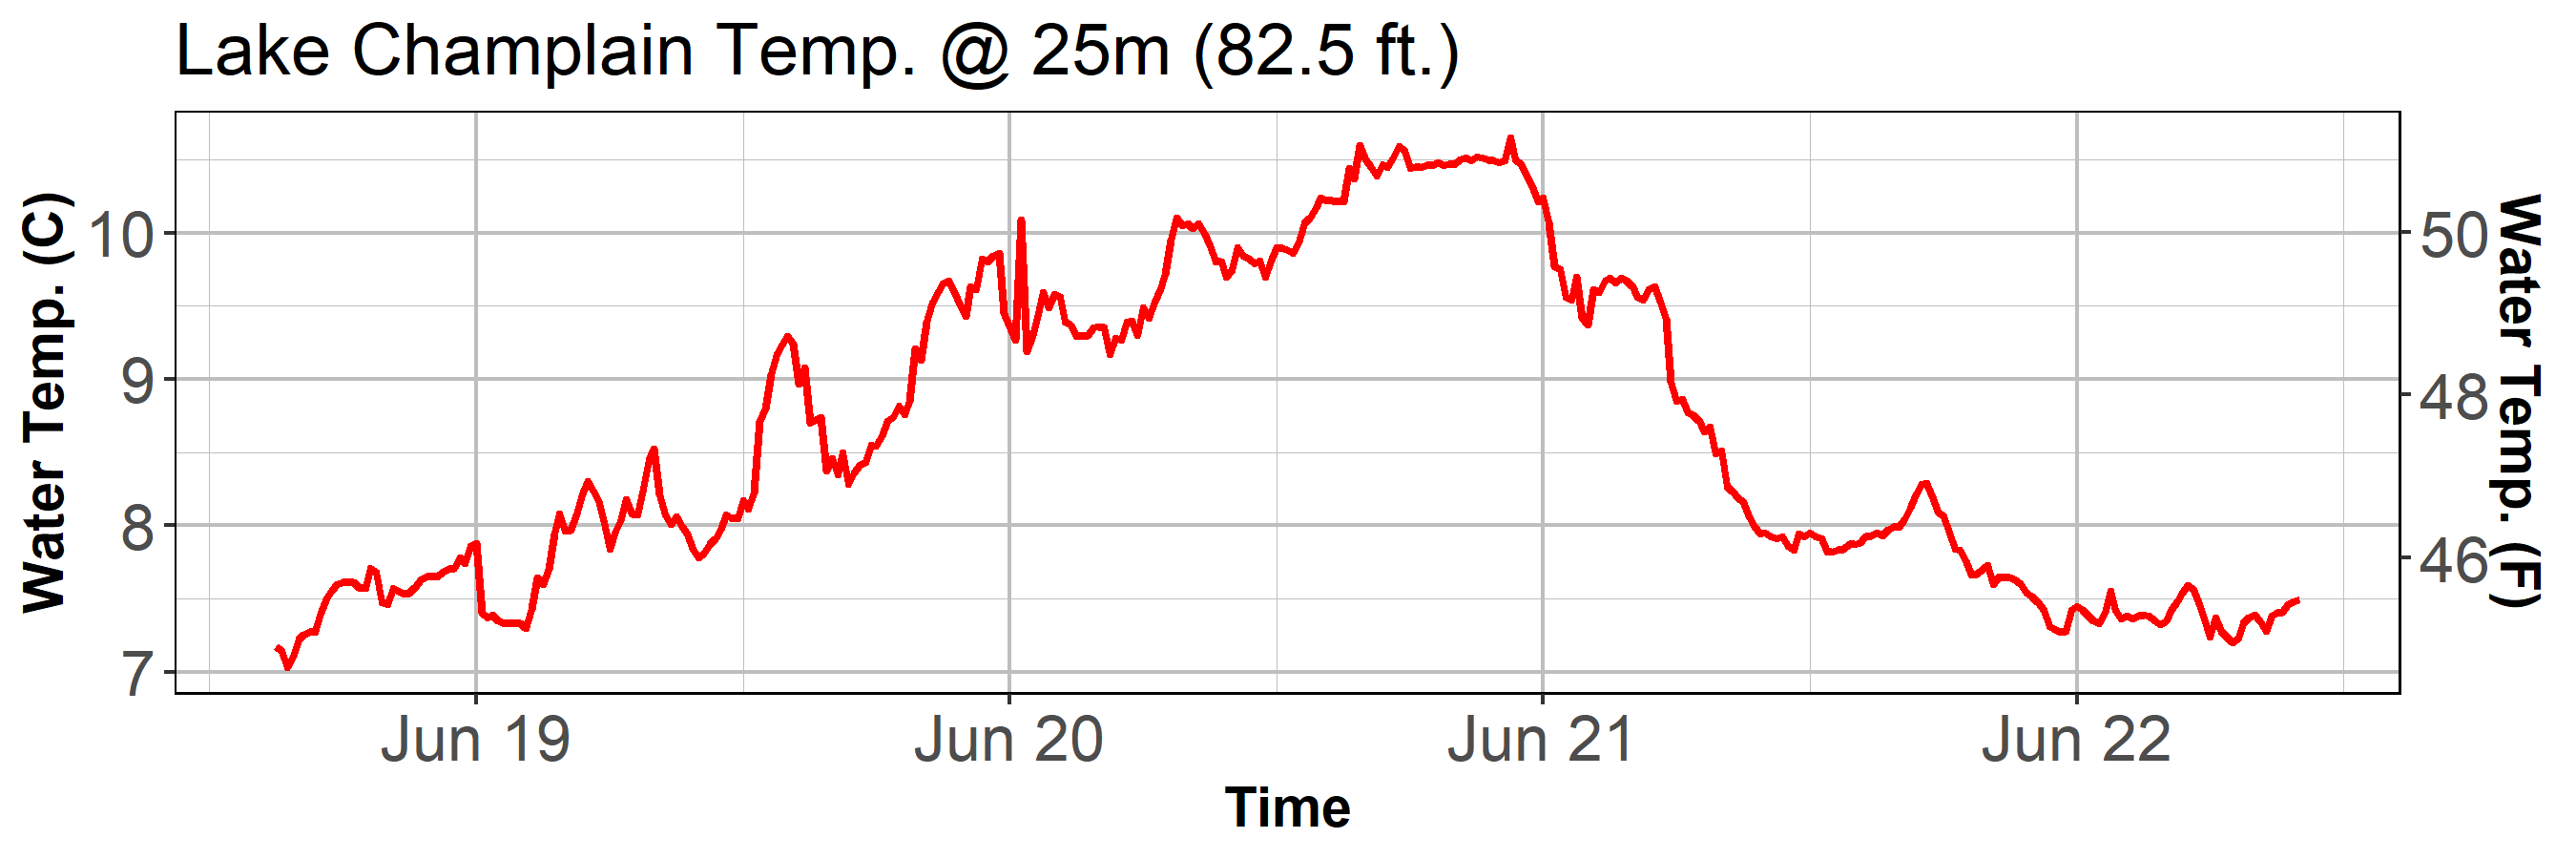 Lake Champlain Temp. @ 25m (82.5 ft.)
Water Temp. (C)
10
9
8
7
50
48
46
Water Temp. (F)
Jun 19 Jun 20 Jun 21 Jun 22
Time